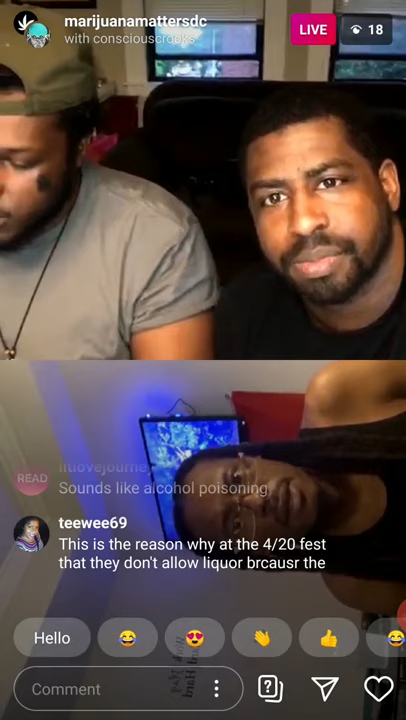 marijuanamattersdc
with consciouscrooks
LIVE
18
litlovejourney
READ
Sounds like alcohol poisoning
teewee69
This is the reason why at the 4/20 fest
that they don't allow liquor brcausr the
Hello
Comment